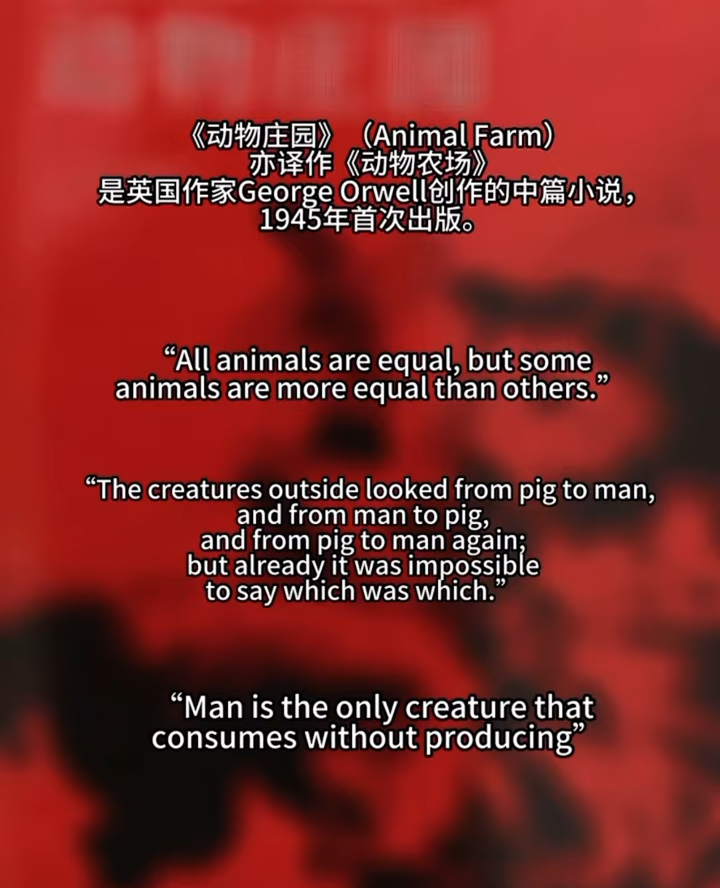 《动物庄园》（Animal Farm）
亦译作《动物农场》
是英国作家George Orwell创作的中篇小说，
1945年首次出版。
“All animals are equal, but some
animals are more equal than others.”
“The creatures outside looked from pig to man,
and from man to pig,
and from pig to man again;
but already it was impossible
to say which was which.”
“Man is the only creature that
consumes without producing”